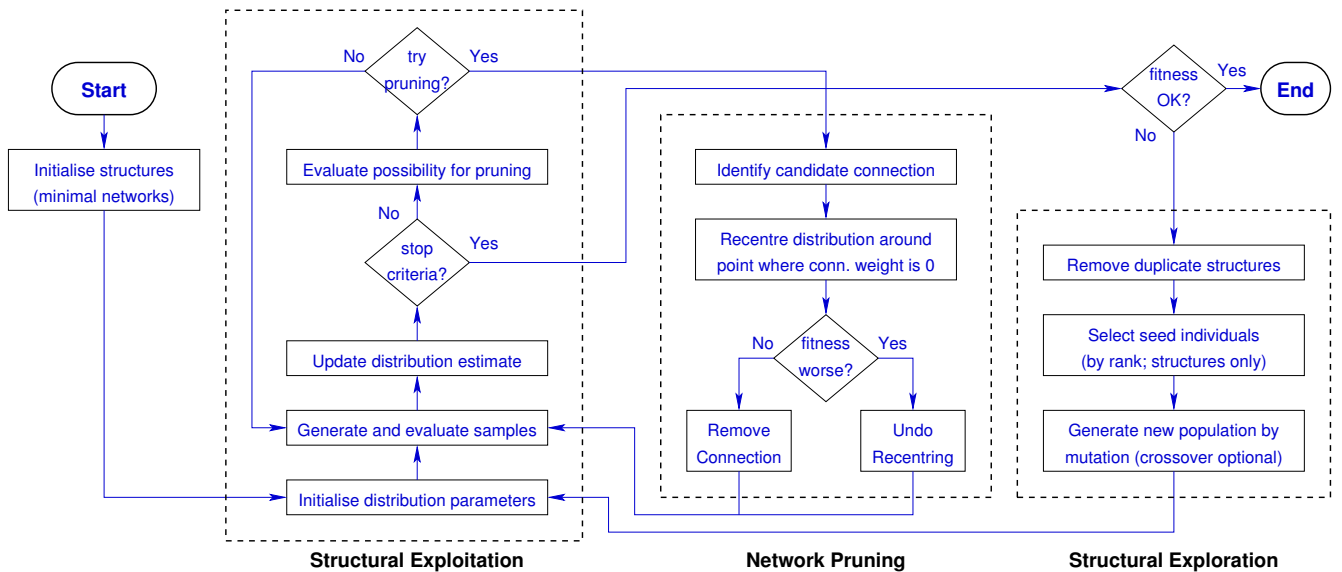 Start
Initialise structures
(minimal networks)
No
try
pruning?
Yes
Evaluate possibility for pruning
No
stop
criteria?
Yes
Update distribution estimate
Generate and evaluate samples
Initialise distribution parameters
Structural Exploitation
Identify candidate connection
Recentre distribution around
point where conn. weight is 0
No
fitness
worse?
Yes
Remove
Connection
Undo
Recentring
Network Pruning
fitness
OK?
Yes
End
No
Remove duplicate structures
Select seed individuals
(by rank; structures only)
Generate new population by
mutation (crossover optional)
Structural Exploration